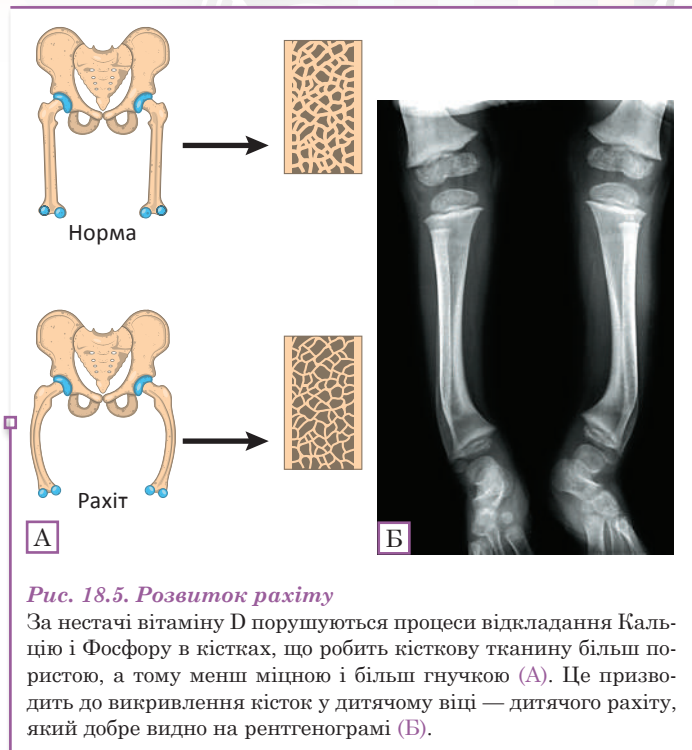 Норма
Рахіт
А
Б
Рис. 18.5. Розвиток рахіту
За нестачі вітаміну D порушуються процеси відкладання Каль-
цію і Фосфору в кістках, що робить кісткову тканину більш по-
ристою, а тому менш міцною і більш гнучкою (А). Це призво-
дить до викривлення кісток у дитячому віці — дитячого рахіту,
який добре видно на рентгенограмі (Б).